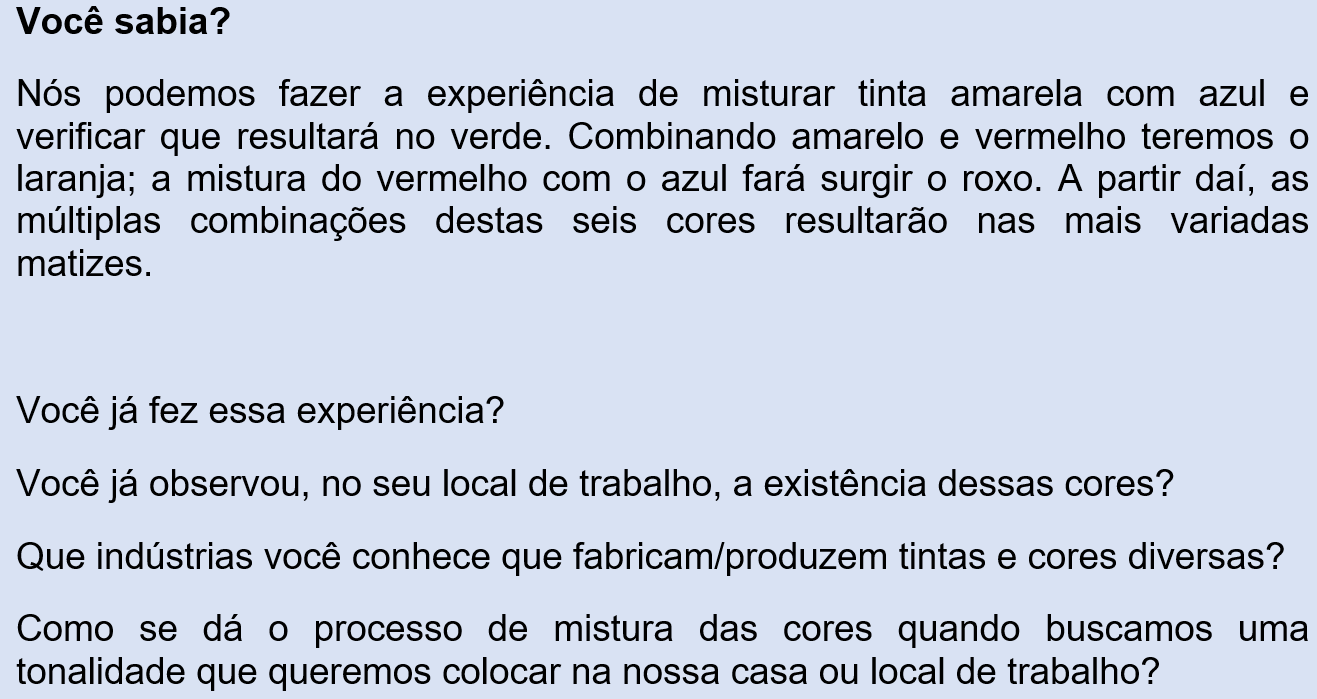 Você sabia?
Nós podemos fazer a experiência de misturar tinta amarela com azul e
verificar que resultará no verde. Combinando amarelo e vermelho teremos o
laranja; a mistura do vermelho com o azul fará surgir o roxo. A partir daí, as
múltiplas combinações destas seis cores resultarão nas mais variadas
matizes.
Você já fez essa experiência?
Você já observou, no seu local de trabalho, a existência dessas cores?
Que indústrias você conhece que fabricam/produzem tintas e cores diversas?
Como se dá o processo de mistura das cores quando buscamos uma
tonalidade que queremos colocar na nossa casa ou local de trabalho?